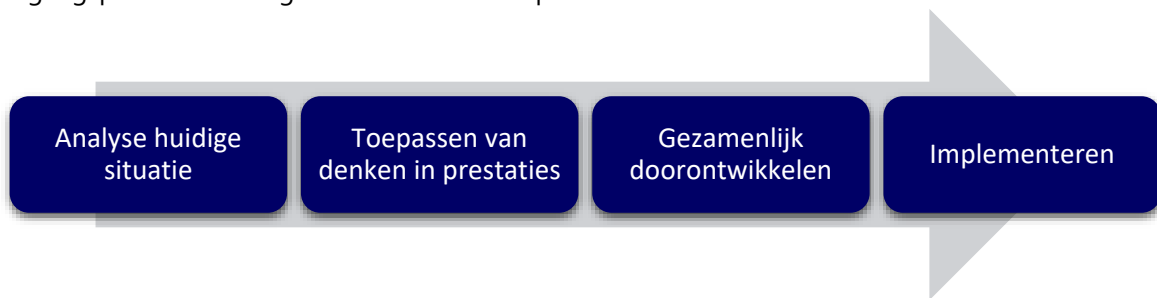 Analyse huidige
situatie
Toepassen van
denken in prestaties
Gezamenlijk
doorontwikkelen
Implementeren